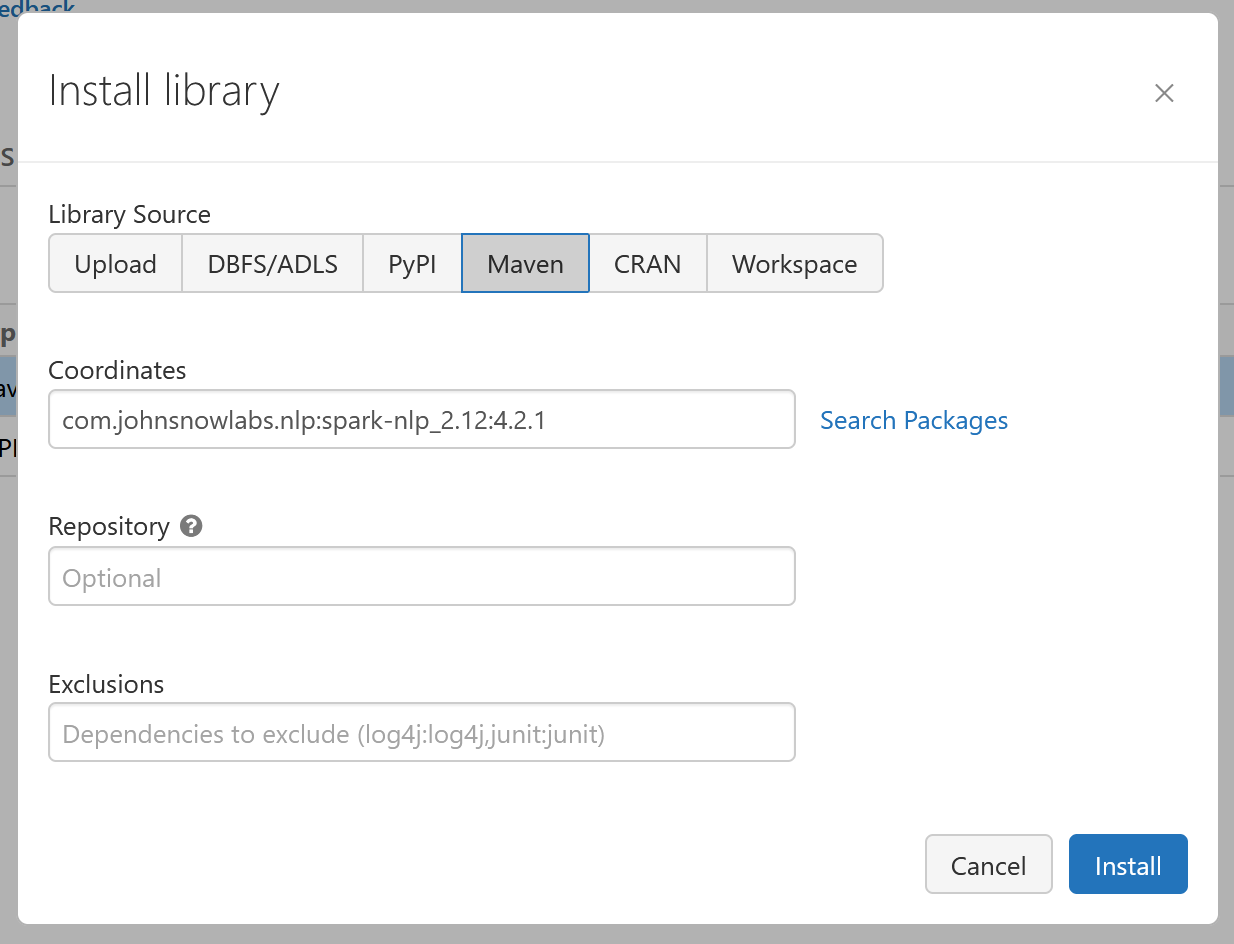 Install library
Library Source
Upload DBFS/ADLS PyPI Maven CRAN Workspace
Coordinates
com.johnsnowlabs.nlp:spark-nlp_2.12:4.2.1 Search Packages
Repository ?
Optional
Exclusions
Dependencies to exclude (log4j:log4j,junit:junit)
Cancel Install